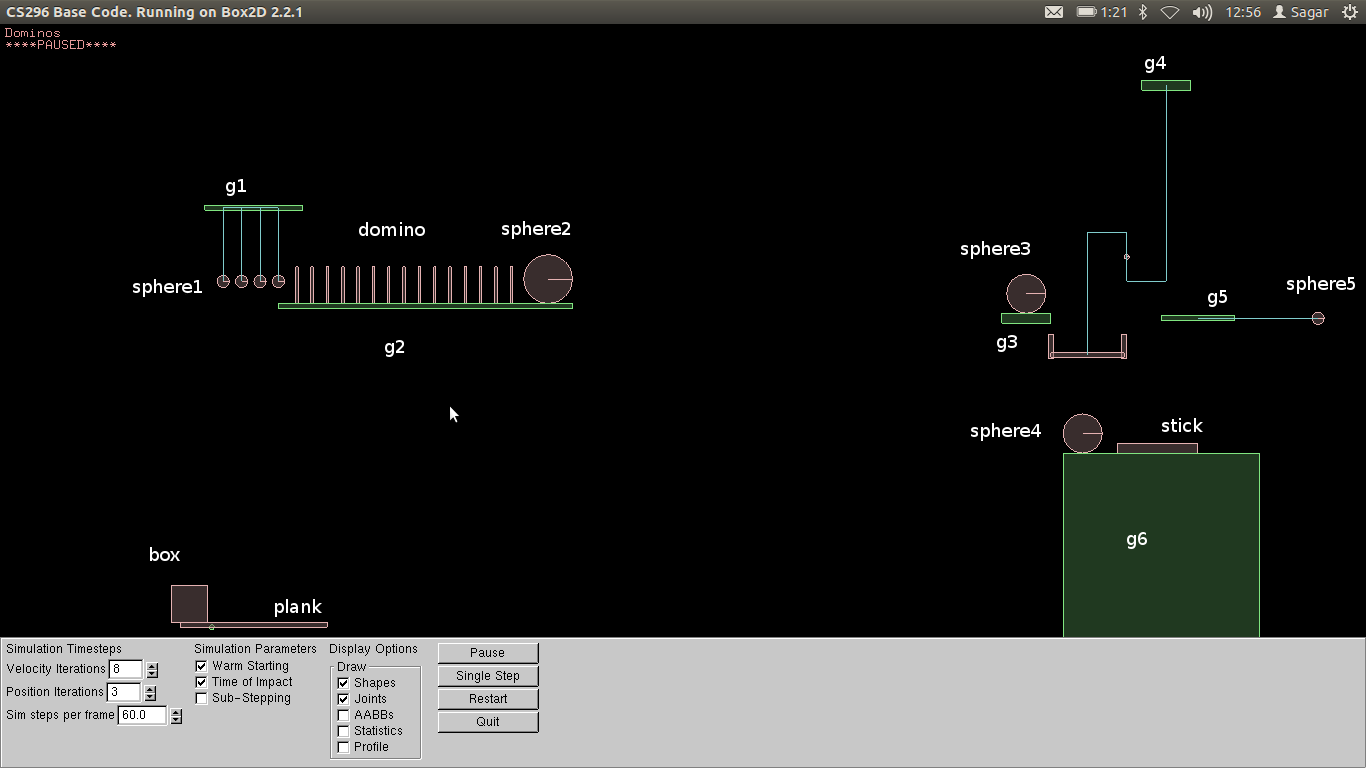 CS296 Base Code. Running on Box2D 2.2.1
1:21
12:56
Sagar
Dominos
****PAUSED****
g4
g1
domino
sphere2
sphere3
sphere1
g5
sphere5
g2
g3
sphere4
stick
g6
box
plank
Simulation Timesteps
Velocity Iterations 8
Position Iterations 3
Sim steps per frame 60.0
Simulation Parameters
Warm Starting
Time of Impact
Sub-Stepping
Display Options
Draw
Shapes
Joints
AABBs
Statistics
Profile
Pause
Single Step
Restart
Quit